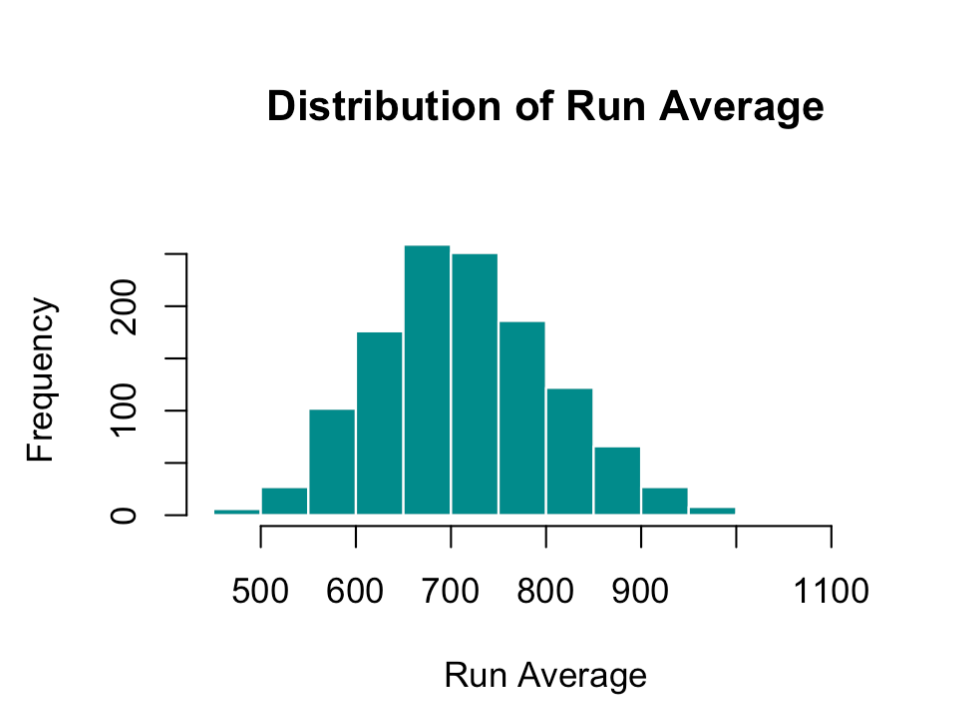 Distribution of Run Average
Frequency
200
100
0
500 600 700 800 900 1100
Run Average